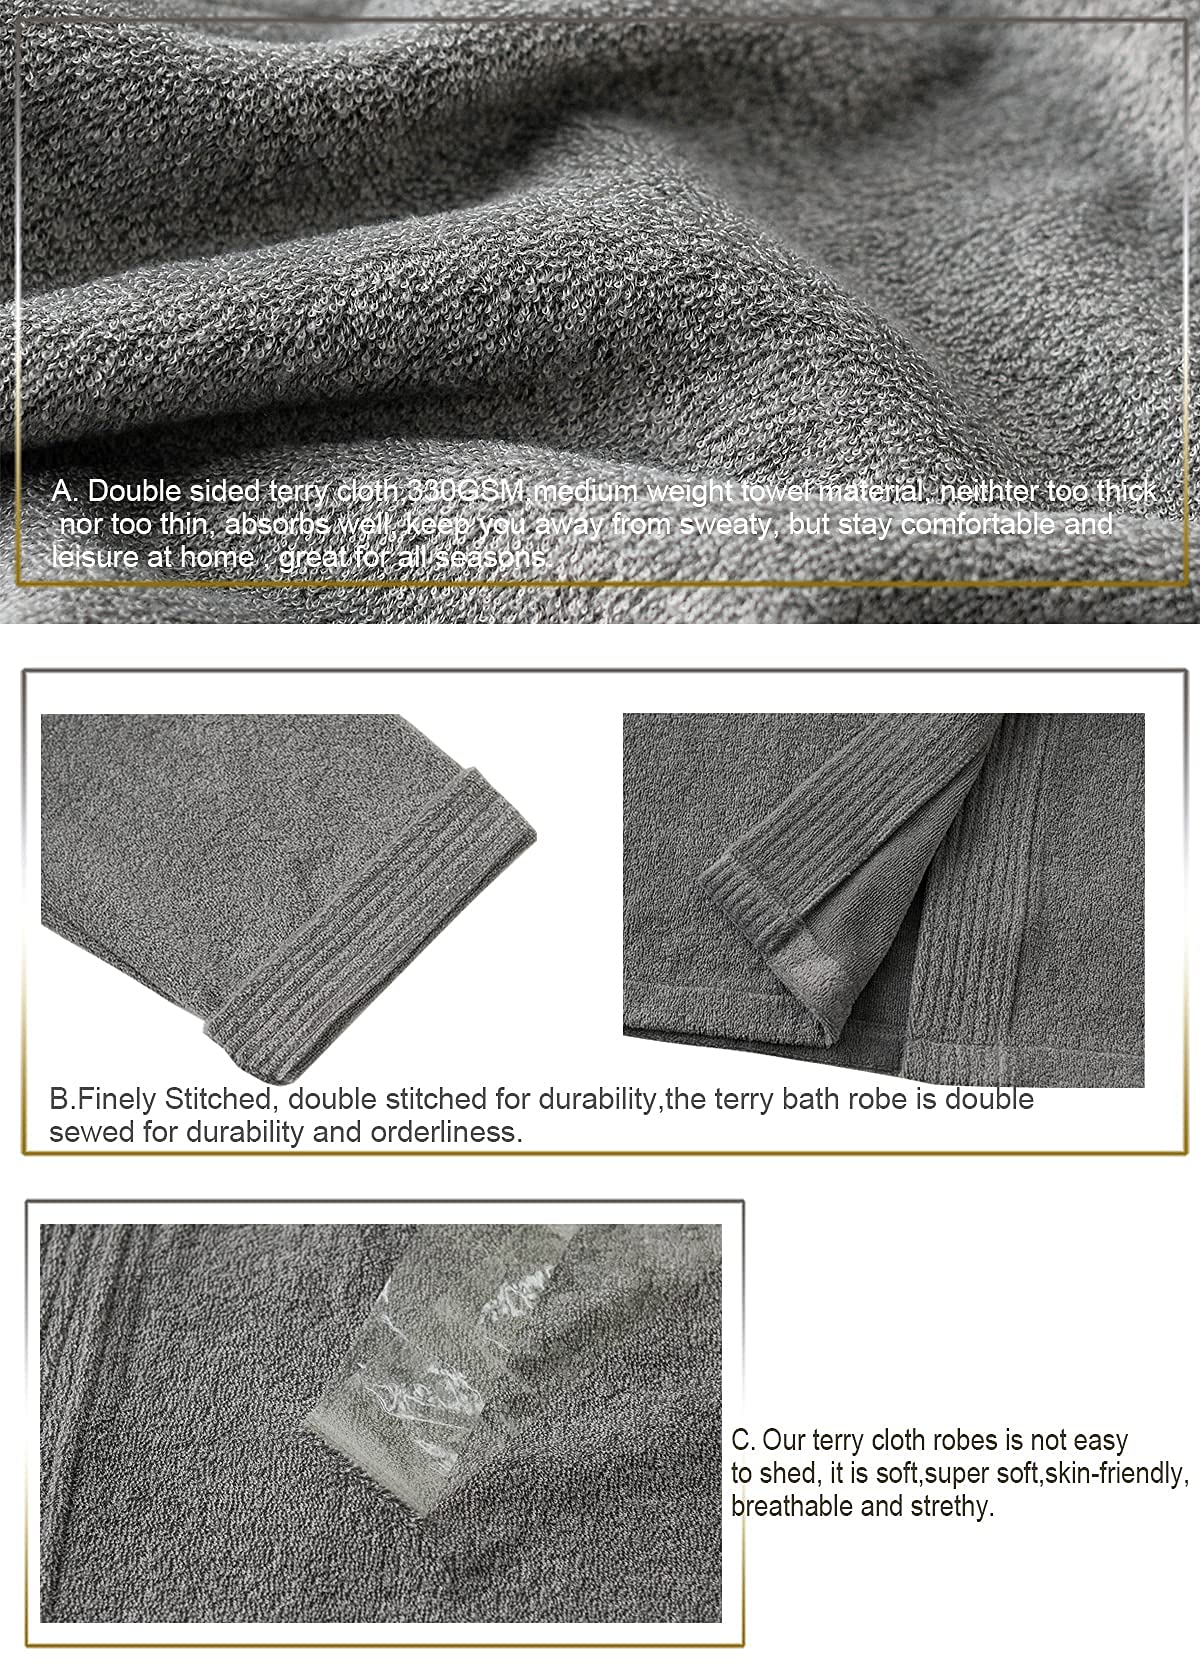 A. Double sided terry cloth,330GSM,medium weight towel material, neithter too thick
nor too thin, absorbs well, keep you away from sweaty, but stay comfortable and
leisure at home , great for all seasons.
B.Finely Stitched, double stitched for durability,the terry bath robe is double
sewed for durability and orderliness.
C. Our terry cloth robes is not easy
to shed, it is soft,super soft,skin-friendly,
breathable and strethy.